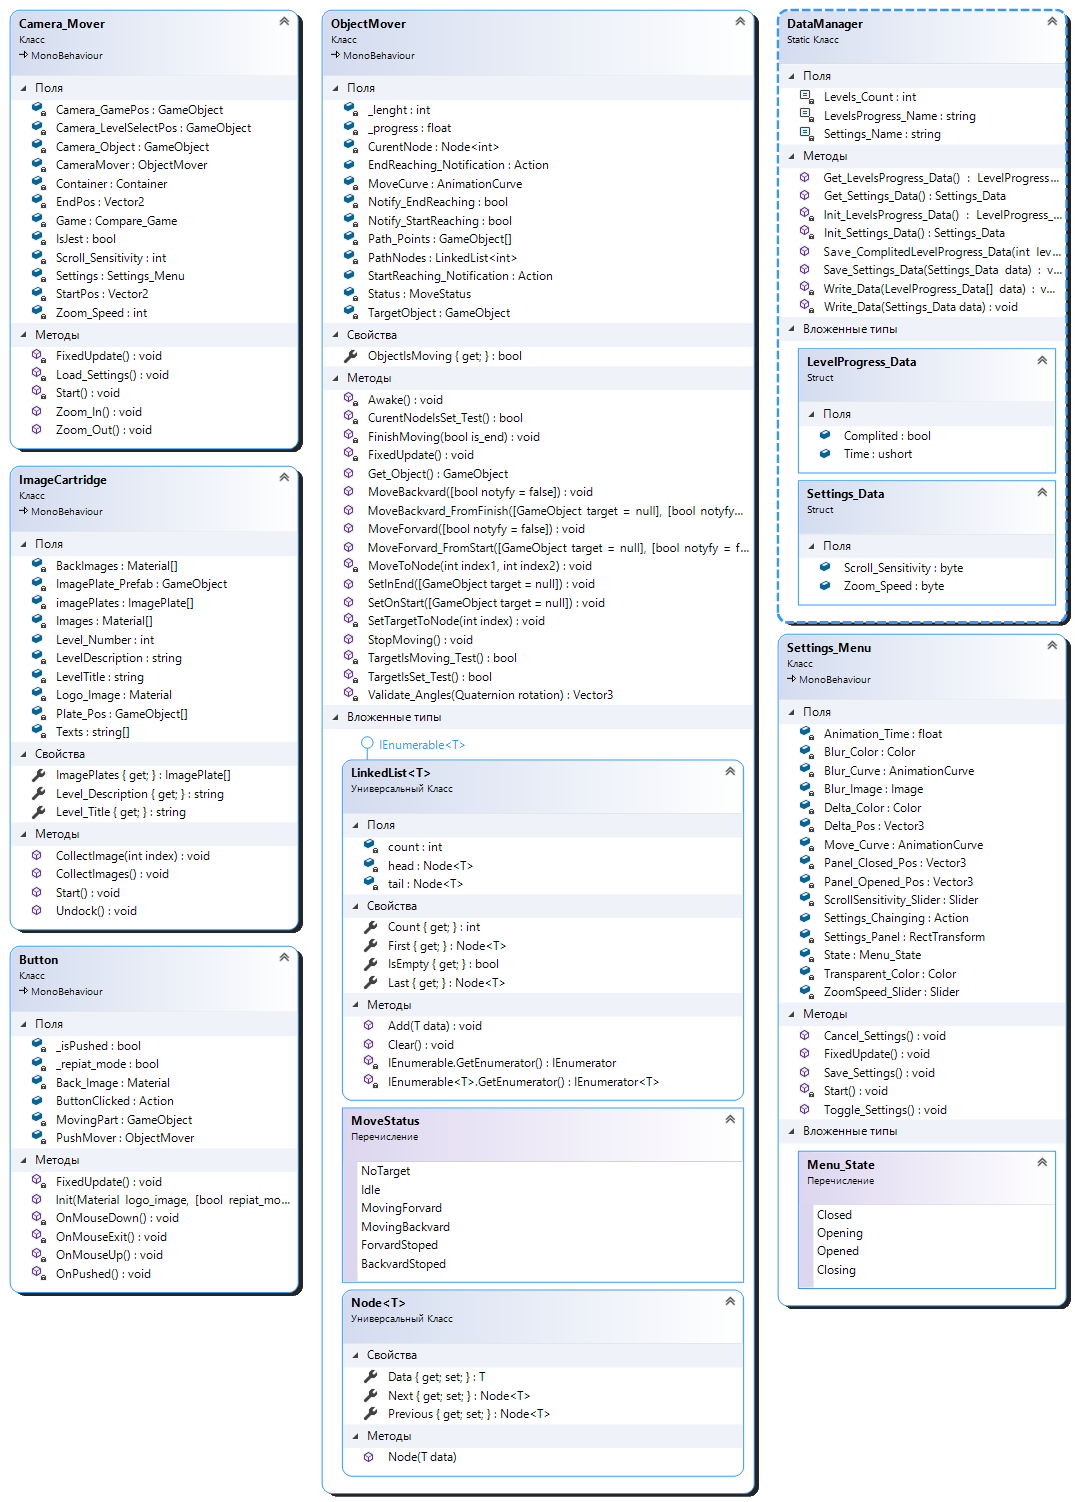 Camera_Mover
Класс
MonoBehaviour
Поля
Camera_GamePos : GameObject
Camera_LevelSelectPos : GameObject
Camera_Object : GameObject
CameraMover : ObjectMover
Container : Container
EndPos : Vector2
Game : Compare_Game
IsJest : bool
Scroll_Sensitivity : int
Settings : Settings_Menu
StartPos : Vector2
Zoom_Speed : int
Методы
FixedUpdate() : void
Load_Settings() : void
Start() : void
Zoom_In() : void
Zoom_Out() : void
ImageCartridge
Класс
MonoBehaviour
Поля
BackImages : Material[]
ImagePlate_Prefab : GameObject
imagePlates : ImagePlate[]
Images : Material[]
Level_Number : int
LevelDescription : string
LevelTitle : string
Logo_Image : Material
Plate_Pos : GameObject[]
Texts : string[]
Свойства
ImagePlates { get; } : ImagePlate[]
Level_Description { get; } : string
Level_Title { get; } : string
Методы
CollectImage(int index) : void
CollectImages() : void
Start() : void
Undock() : void
Button
Класс
MonoBehaviour
Поля
_isPushed : bool
_repiat_mode : bool
Back_Image : Material
ButtonClicked : Action
MovingPart : GameObject
PushMover : ObjectMover
Методы
FixedUpdate() : void
Init(Material logo_image, [bool repiat_mo...
OnMouseDown() : void
OnMouseExit() : void
OnMouseUp() : void
OnPushed() : void
ObjectMover
Класс
MonoBehaviour
Поля
_lenght : int
_progress : float
CurentNode : Node<int>
EndReaching_Notification : Action
MoveCurve : AnimationCurve
Notify_EndReaching : bool
Notify_StartReaching : bool
Path_Points : GameObject[]
PathNodes : LinkedList<int>
StartReaching_Notification : Action
Status : MoveStatus
TargetObject : GameObject
Свойства
ObjectIsMoving { get; } : bool
Методы
Awake() : void
CurentNodeIsSet_Test() : bool
FinishMoving(bool is_end) : void
FixedUpdate() : void
Get_Object() : GameObject
MoveBackvard([bool notyfy = false]) : void
MoveBackvard_FromFinish([GameObject target = null], [bool notyfy...
MoveForvard([bool notyfy = false]) : void
MoveForvard_FromStart([GameObject target = null], [bool notyfy = f...
MoveToNode(int index1, int index2) : void
SetInEnd([GameObject target = null]) : void
SetOnStart([GameObject target = null]) : void
SetTargetToNode(int index) : void
StopMoving() : void
TargetIsMoving_Test() : bool
TargetIsSet_Test() : bool
Validate_Angles(Quaternion rotation) : Vector3
Вложенные типы
IEnumerable<T>
LinkedList<T>
Универсальный Класс
Поля
count : int
head : Node<T>
tail : Node<T>
Свойства
Count { get; } : int
First { get; } : Node<T>
IsEmpty { get; } : bool
Last { get; } : Node<T>
Методы
Add(T data) : void
Clear() : void
IEnumerable.GetEnumerator() : IEnumerator
IEnumerable<T>.GetEnumerator() : IEnumerator<T>
MoveStatus
Перечисление
NoTarget
Idle
MovingForvard
MovingBackvard
ForvardStoped
BackvardStoped
Node<T>
Универсальный Класс
Свойства
Data { get; set; } : T
Next { get; set; } : Node<T>
Previous { get; set; } : Node<T>
Методы
Node(T data)
DataManager
Static Класс
Поля
Levels_Count : int
LevelsProgress_Name : string
Settings_Name : string
Методы
Get_LevelsProgress_Data() : LevelProgress...
Get_Settings_Data() : Settings_Data
Init_LevelsProgress_Data() : LevelProgress_...
Init_Settings_Data() : Settings_Data
Save_ComplitedLevelProgress_Data(int lev...
Save_Settings_Data(Settings_Data data) : v...
Write_Data(LevelProgress_Data[] data) : v...
Write_Data(Settings_Data data) : void
Вложенные типы
LevelProgress_Data
Struct
Поля
Complited : bool
Time : ushort
Settings_Data
Struct
Поля
Scroll_Sensitivity : byte
Zoom_Speed : byte
Settings_Menu
Класс
MonoBehaviour
Поля
Animation_Time : float
Blur_Color : Color
Blur_Curve : AnimationCurve
Blur_Image : Image
Delta_Color : Color
Delta_Pos : Vector3
Move_Curve : AnimationCurve
Panel_Closed_Pos : Vector3
Panel_Opened_Pos : Vector3
ScrollSensitivity_Slider : Slider
Settings_Chainging : Action
Settings_Panel : RectTransform
State : Menu_State
Transparent_Color : Color
ZoomSpeed_Slider : Slider
Методы
Cancel_Settings() : void
FixedUpdate() : void
Save_Settings() : void
Start() : void
Toggle_Settings() : void
Вложенные типы
Menu_State
Перечисление
Closed
Opening
Opened
Closing